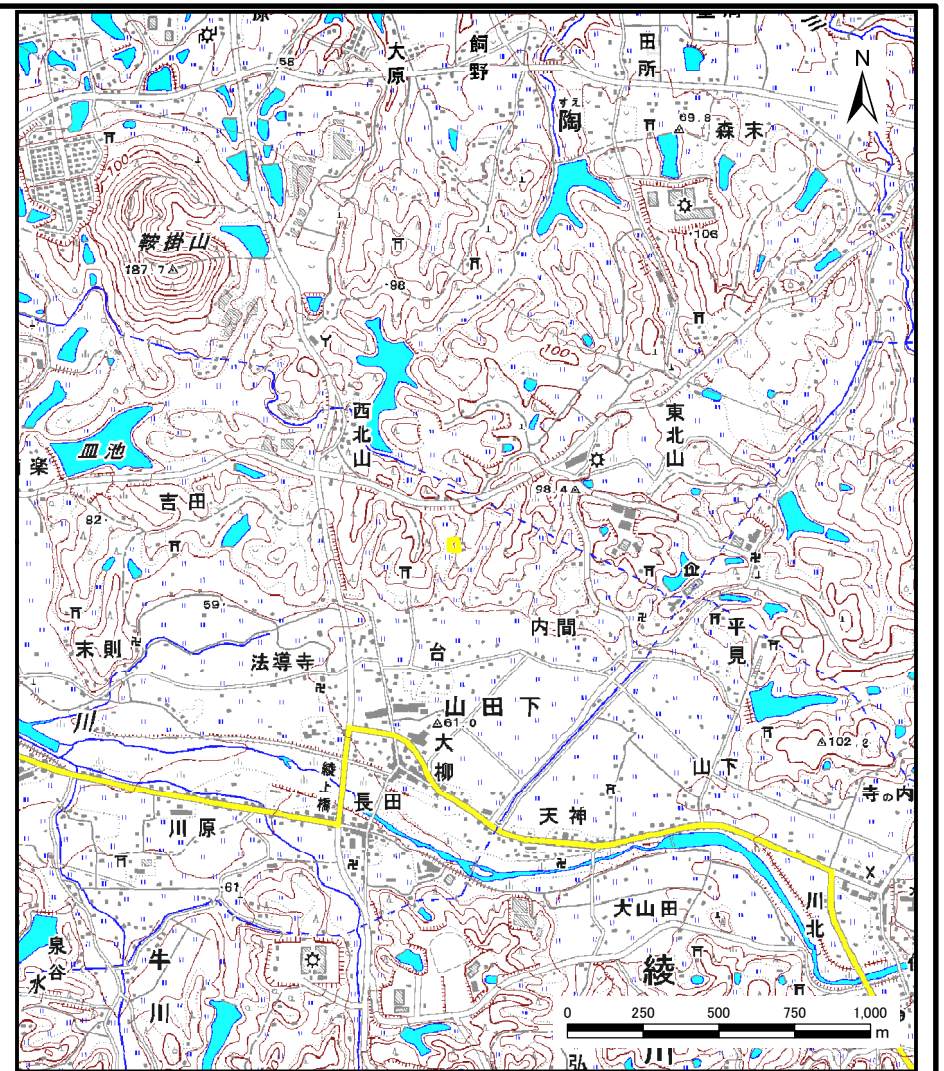 大原
飼野
田所
N
58
すえ
陶
69.8
森末
100
鞍掛山
187.7
106
98
100
西北山
東北山
皿池
楽
吉田
98.4
82
59
内間
平見
末則
法導寺
台
山田下
61.0
川
大柳
102.2
山下
綾上橋
長田
寺の内
天神
川原
61
大山田
川北
泉谷
水
牛川
綾川
弘
0 250 500 750 1,000
m